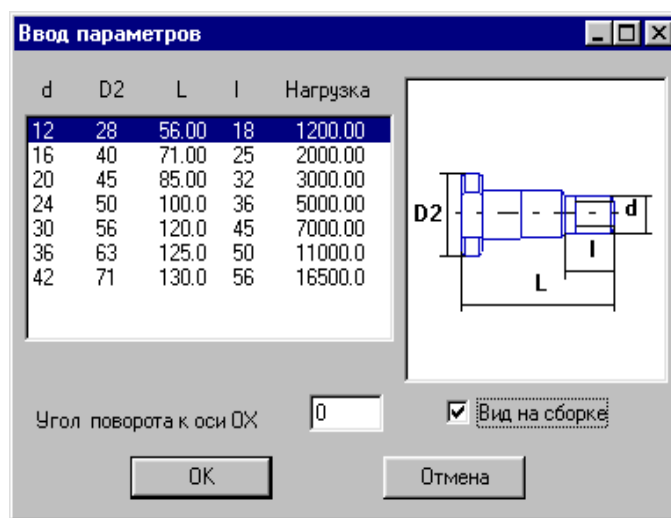 Ввод параметров
d D2 L l Нагрузка
12 28 56.00 18 1200.00
16 40 71.00 25 2000.00
20 45 85.00 32 3000.00
24 50 100.0 36 5000.00
30 56 120.0 45 7000.00
36 63 125.0 50 11000.0
42 71 130.0 56 16500.0
D2 d
l
L
Угол поворота к оси OX 0 Вид на сборке
OK Отмена